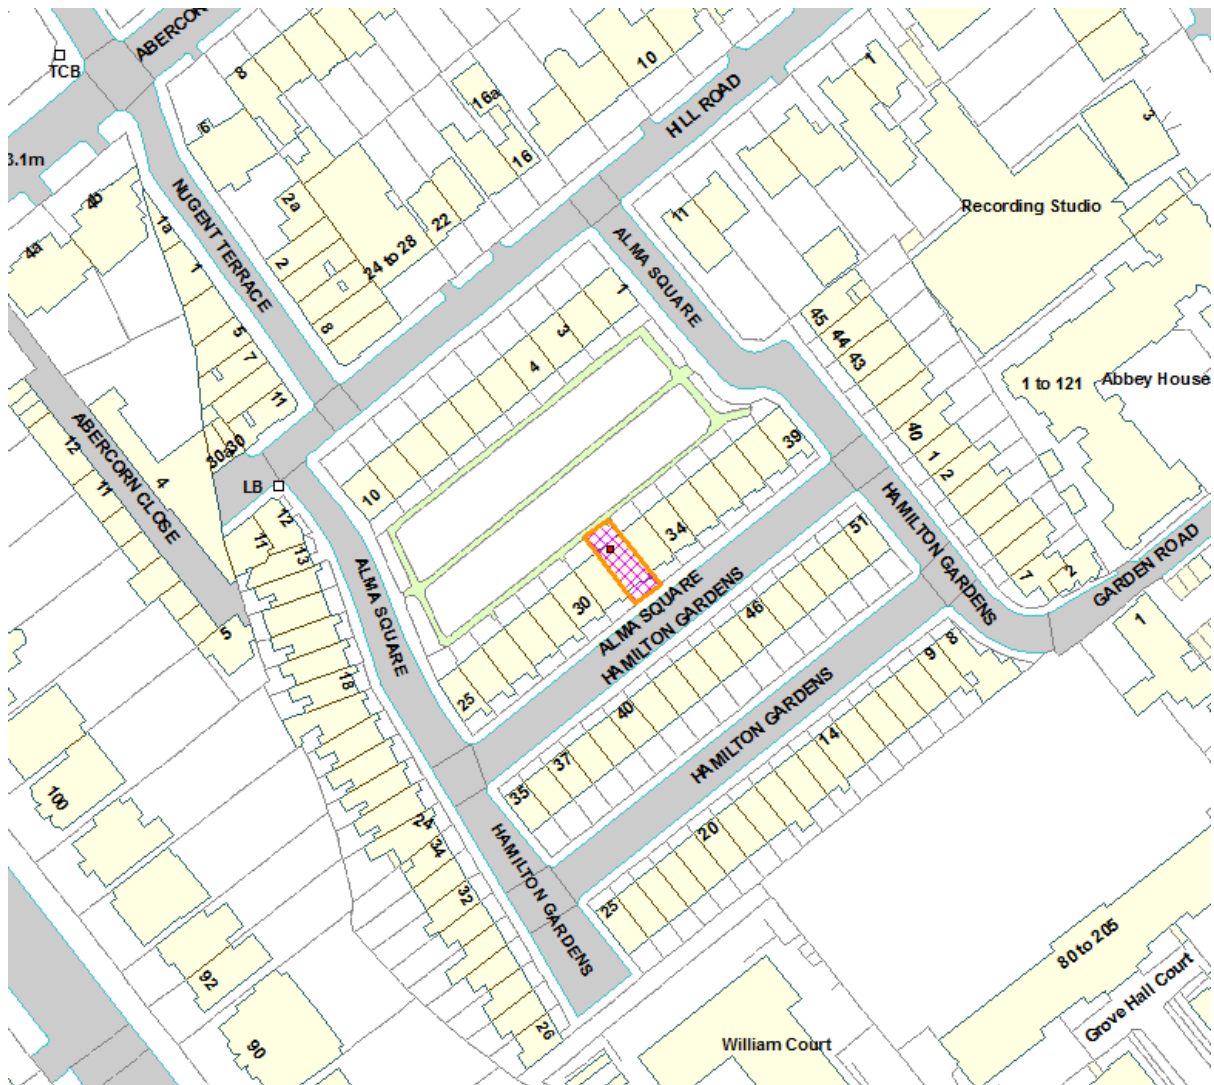 ABERCOR
TCB
8
10
1
HILL ROAD
16a
3
6
16
3.1m
4b
2a
Recording Studio
1a
NUGENT TERRACE
22
11
4a
24 to 28
ALMA SQUARE
1
2
1
8
3
45
44
43
5
7
4
1 to 121
Abbey House
11
ABERCORN CLOSE
12
30
30a
40
39
1
2
4
LB
11
10
HAMILTON GARDENS
12
11
13
34
51
GARDEN ROAD
ALMA SQUARE
7
2
30
ALMA SQUARE
HAMILTON GARDENS
46
1
5
8
9
18
25
40
HAMILTON GARDENS
14
37
35
100
24
34
20
HAMILTON GARDENS
32
25
80 to 205
92
Grove Hall Court
26
90
William Court